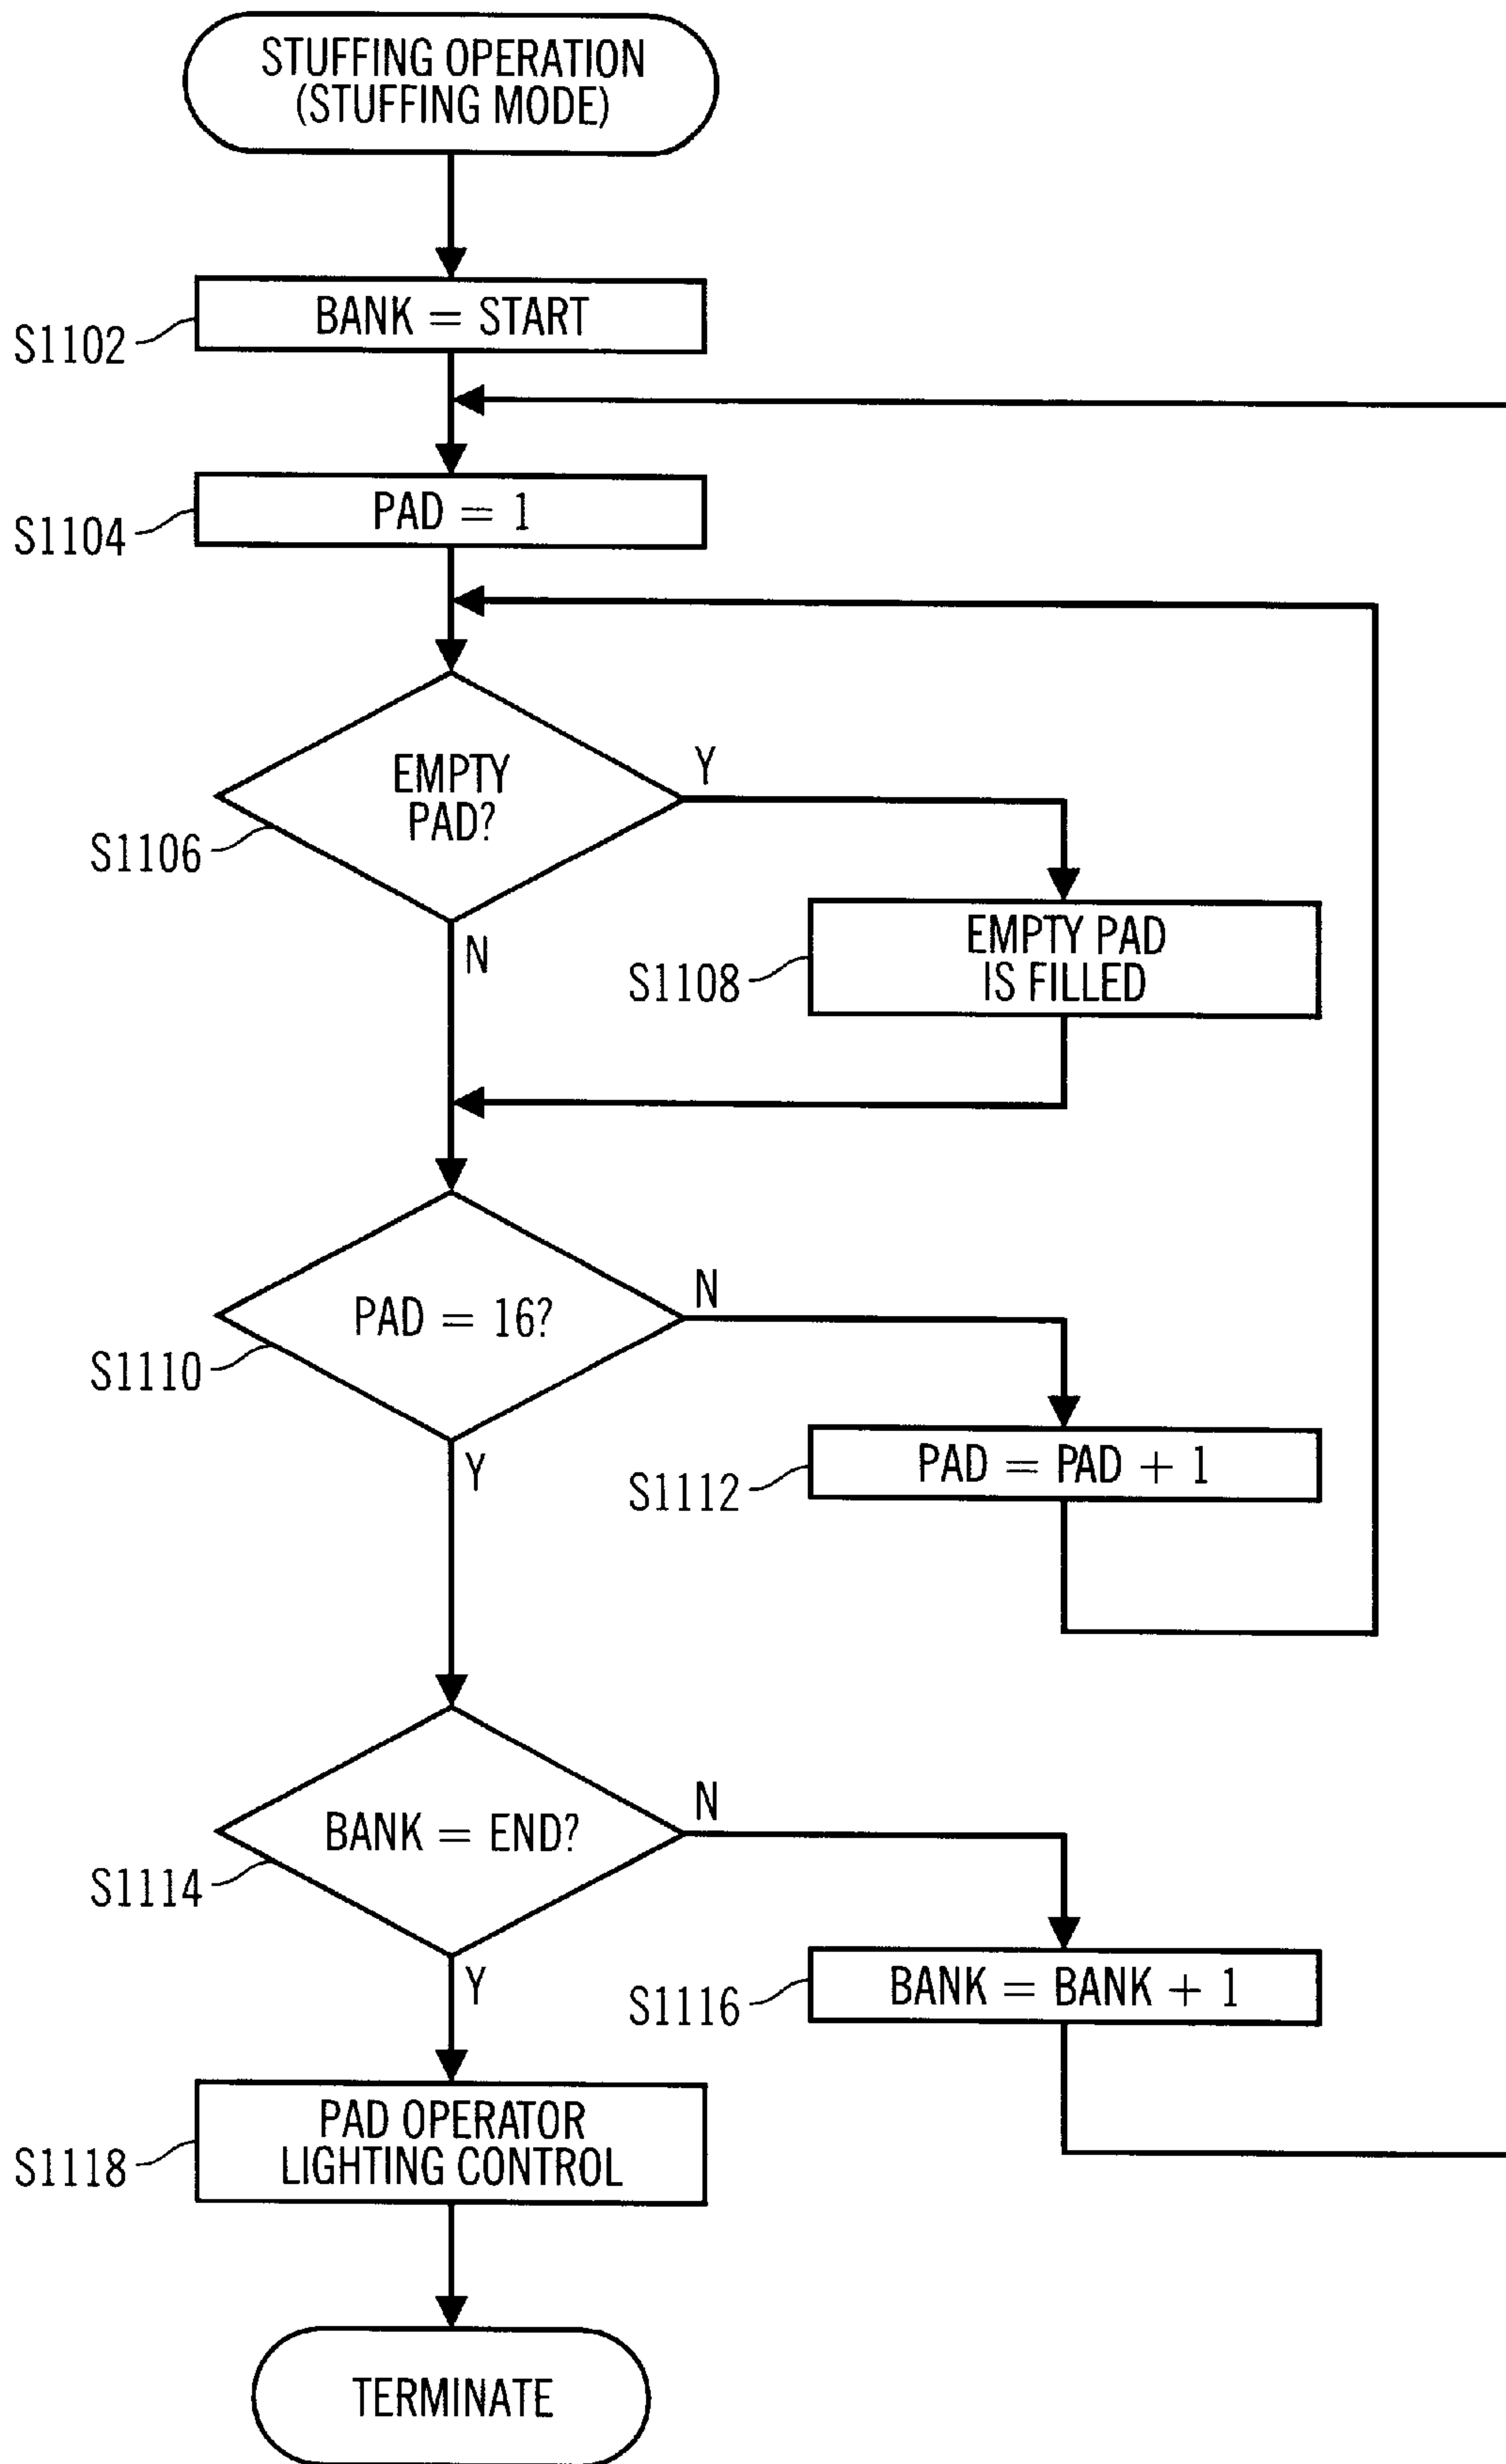 STUFFING OPERATION
(STUFFING MODE)
S1102
BANK = START
S1104
PAD = 1
EMPTY
PAD?
Y
S1106
N
EMPTY PAD
IS FILLED
S1108
PAD = 16?
N
S1110
Y
PAD = PAD + 1
S1112
BANK = END?
N
S1114
Y
BANK = BANK + 1
S1116
PAD OPERATOR
LIGHTING CONTROL
S1118
TERMINATE